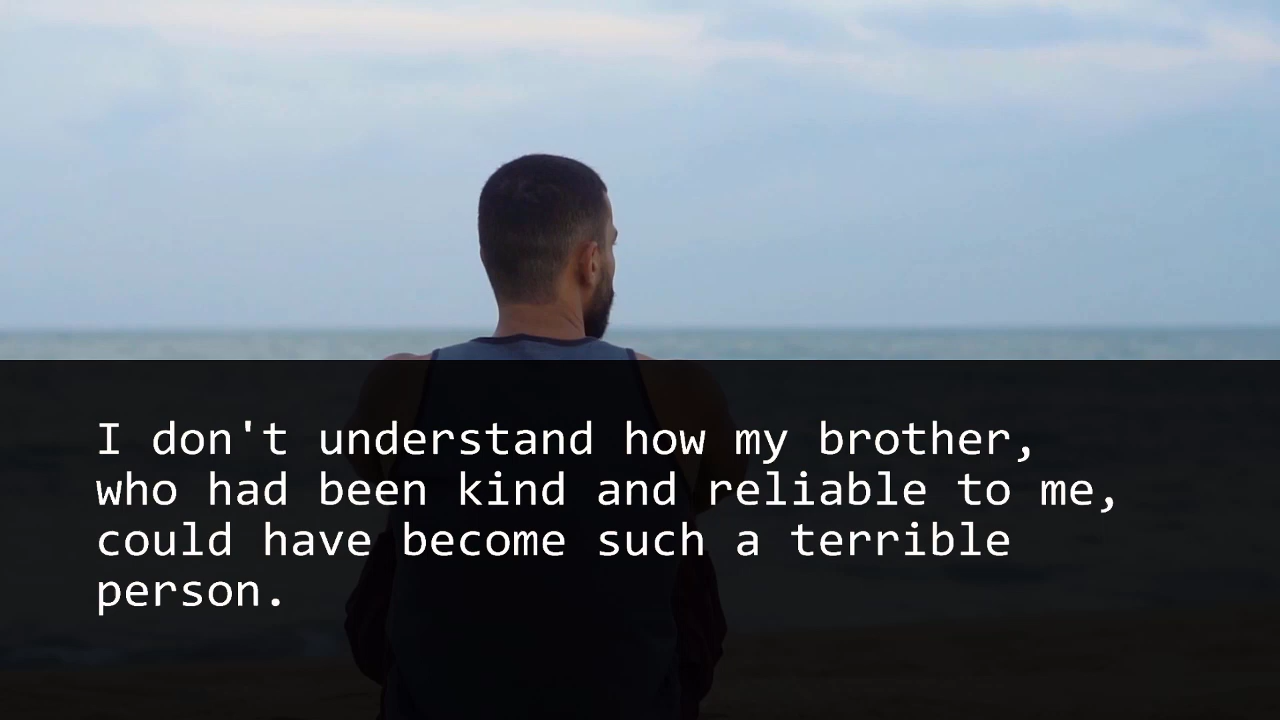 I don't understand how my brother,
who had been kind and reliable to me,
could have become such a terrible
person.